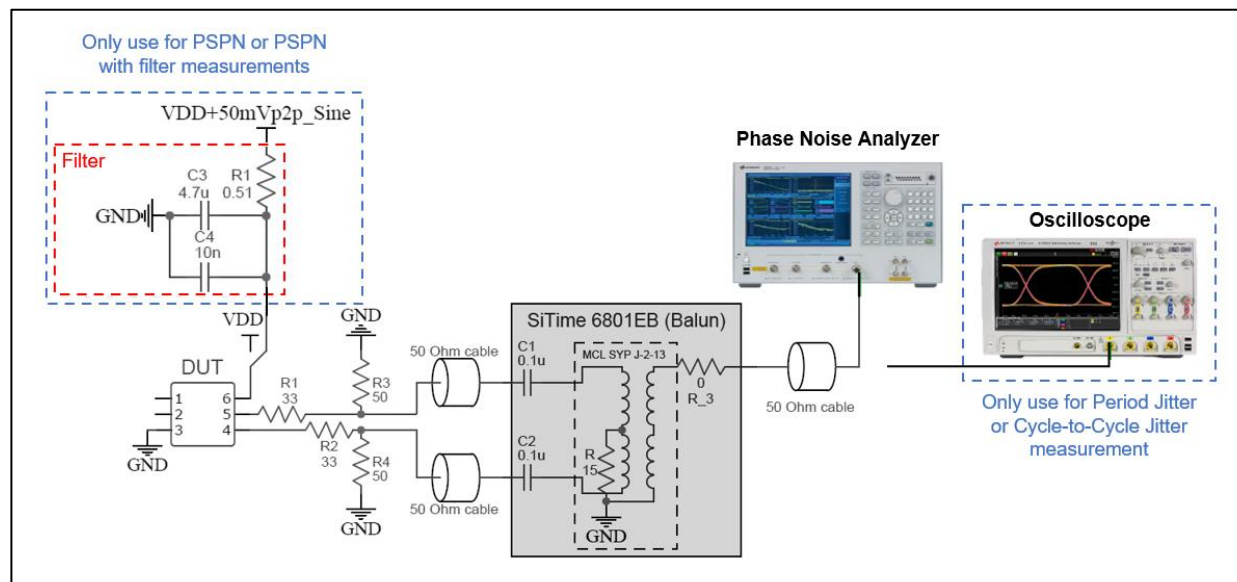 Only use for PSPN or PSPN
with filter measurements
VDD+50mVp2p_Sine
Filter
C3
4.7u
R1
0.51
GND
C4
10n
VDD
DUT
1
2
3
6
5
4
GND
R1
33
R2
33
GND
R3
50
R4
50
GND
50 Ohm cable
50 Ohm cable
SiTime 6801EB (Balun)
C1
0.1u
C2
0.1u
MCL SYP J-2-13
R
15
GND
0
R_3
50 Ohm cable
Phase Noise Analyzer
Oscilloscope
Only use for Period Jitter
or Cycle-to-Cycle Jitter
measurement